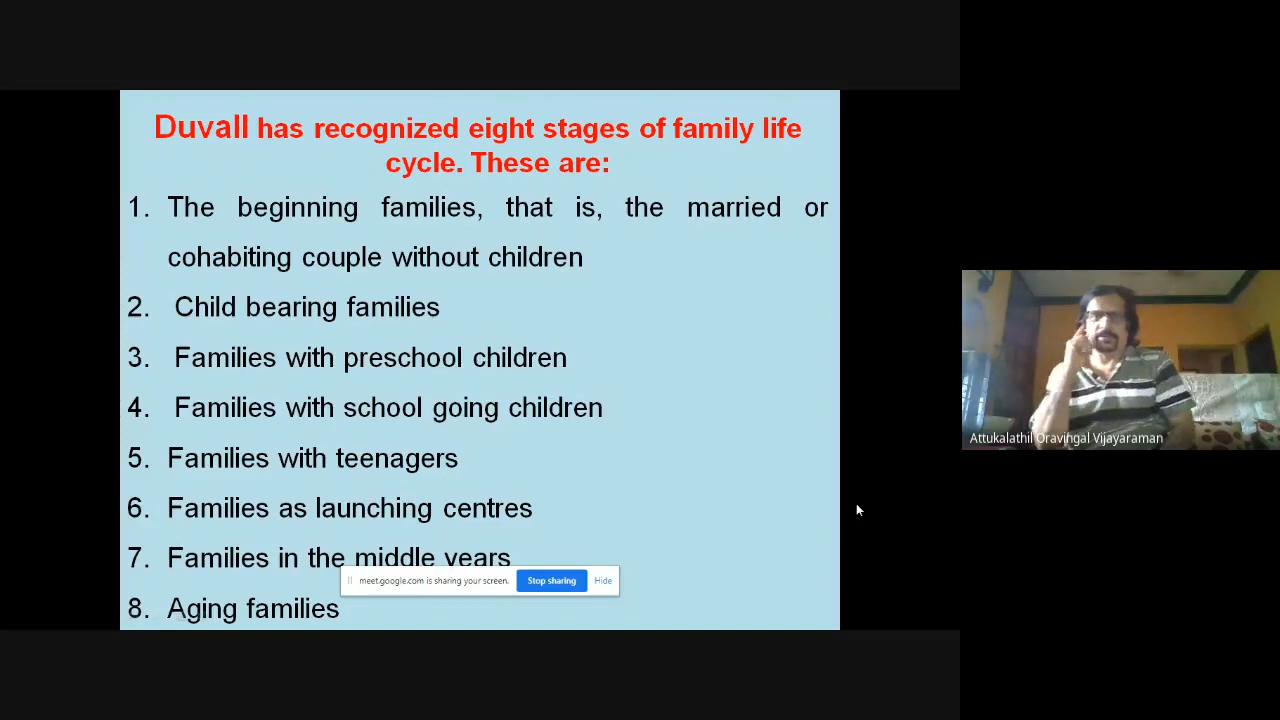 Duvall has recognized eight stages of family life
cycle. These are:
1. The beginning families, that is, the married or
cohabiting couple without children
2. Child bearing families
3. Families with preschool children
4. Families with school going children
5. Families with teenagers
6. Families as launching centres
7. Families in the middle years
meet.google.com is sharing your screen. Stop sharing Hide
8. Aging families
Attukalathil Oravingal Vijayaraman